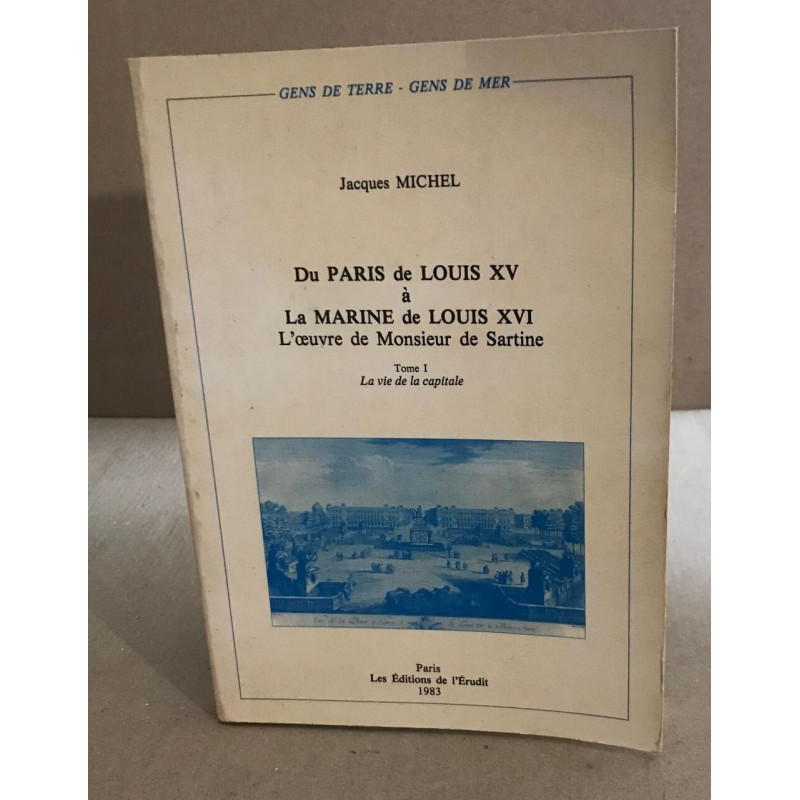 GENS DE TERRE - GENS DE MER
Jacques MICHEL
Du PARIS de LOUIS XV
à
La MARINE de LOUIS XVI
L'œuvre de Monsieur de Sartine
Tome I
La vie de la capitale
Paris
Les Éditions de l'Érudit
1983